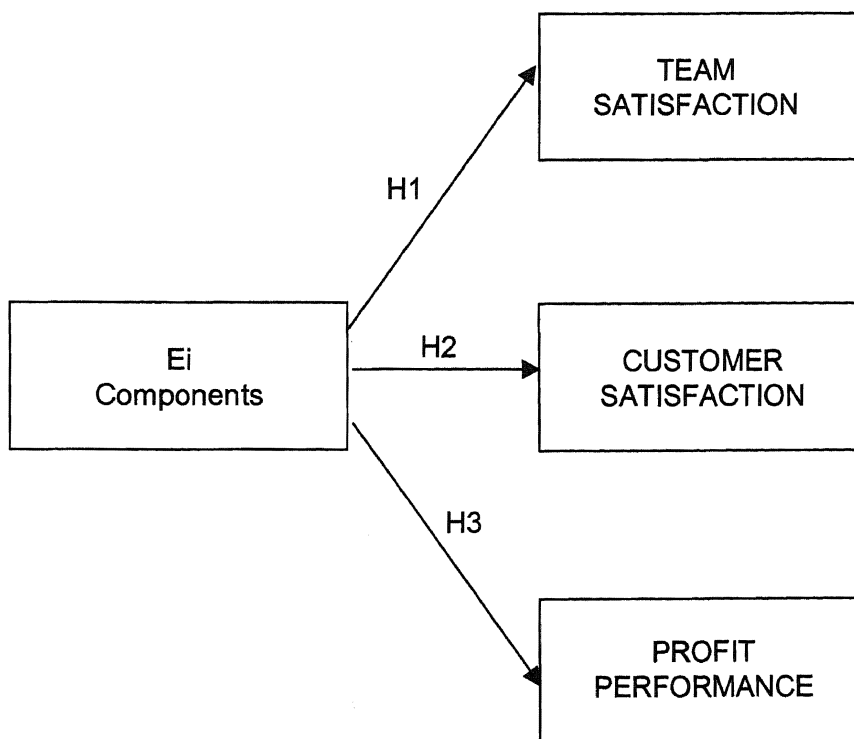 TEAM
SATISFACTION
H1
Ei
Components
H2
CUSTOMER
SATISFACTION
H3
PROFIT
PERFORMANCE